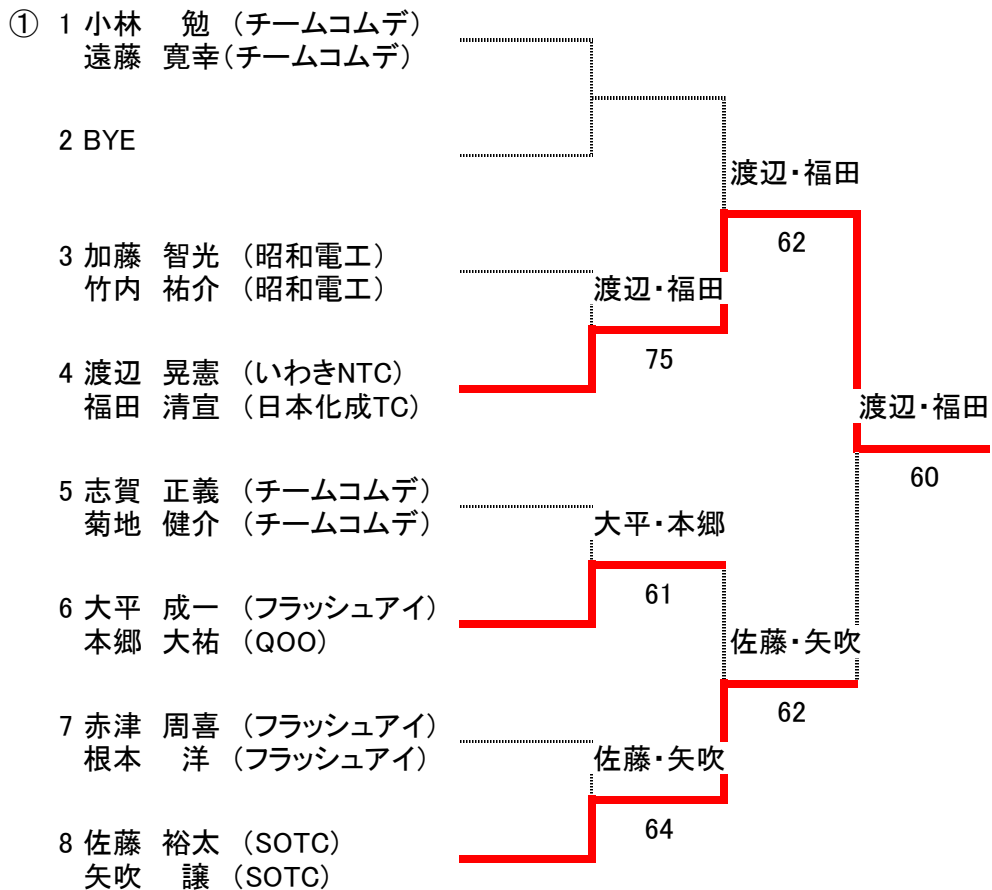 ① 1 小林　勉 （チームコムデ）
遠藤　寛幸（チームコムデ）
2 BYE
渡辺・福田
62
3 加藤　智光 （昭和電工）
竹内　祐介 （昭和電工）
渡辺・福田
75
4 渡辺　晃憲 （いわきNTC）
福田　清宣 （日本化成TC）
渡辺・福田
60
5 志賀　正義 （チームコムデ）
菊地　健介 （チームコムデ）
大平・本郷
61
6 大平　成一 （フラッシュアイ）
本郷　大祐 （QOO）
佐藤・矢吹
62
7 赤津　周喜 （フラッシュアイ）
根本　洋 （フラッシュアイ）
佐藤・矢吹
64
8 佐藤　裕太 （SOTC）
矢吹　譲 （SOTC）